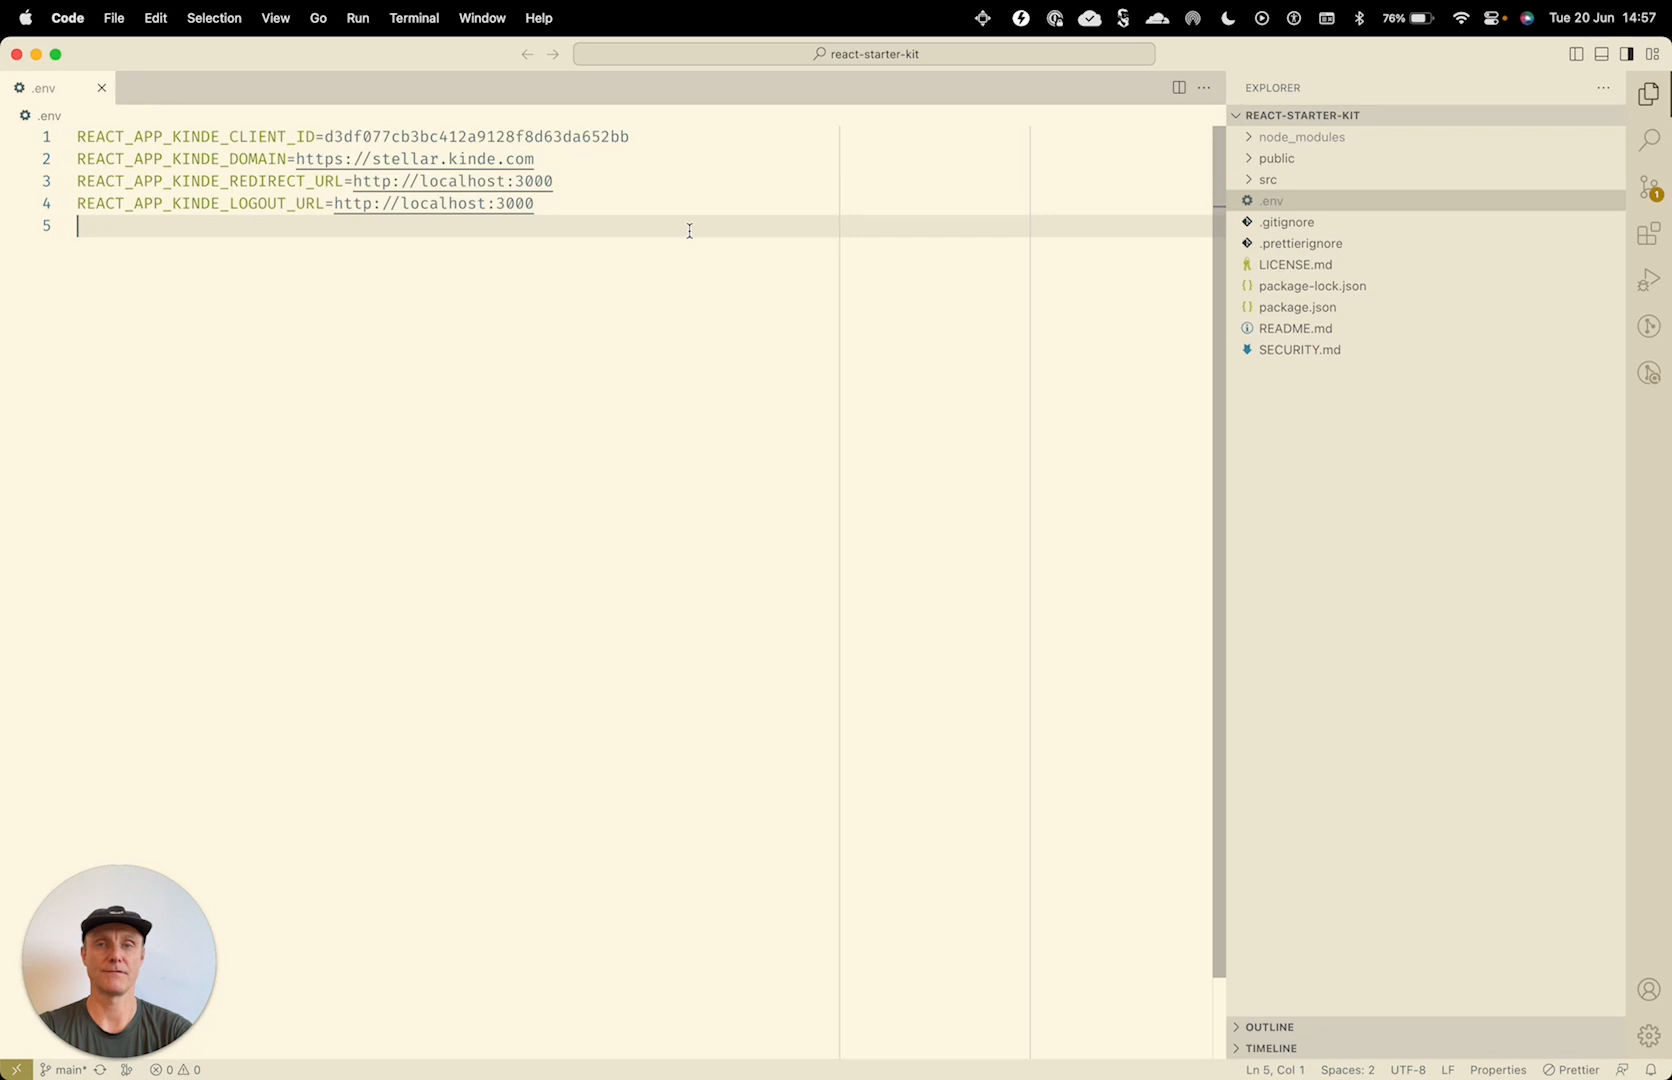 Code File Edit Selection View Go Run Terminal Window Help 76% Tue 20 Jun 14:57
react-starter-kit
.env
.env
1 REACT_APP_KINDE_CLIENT_ID=d3df077cb3bc412a9128f8d63da652bb
2 REACT_APP_KINDE_DOMAIN=https://stellar.kinde.com
3 REACT_APP_KINDE_REDIRECT_URL=http://localhost:3000
4 REACT_APP_KINDE_LOGOUT_URL=http://localhost:3000
5
EXPLORER
REACT-STARTER-KIT
node_modules
public
src
.env
.gitignore
.prettierignore
LICENSE.md
package-lock.json
package.json
README.md
SECURITY.md
1
OUTLINE
TIMELINE
main* 0 0 Ln 5, Col 1 Spaces: 2 UTF-8 LF Properties Prettier